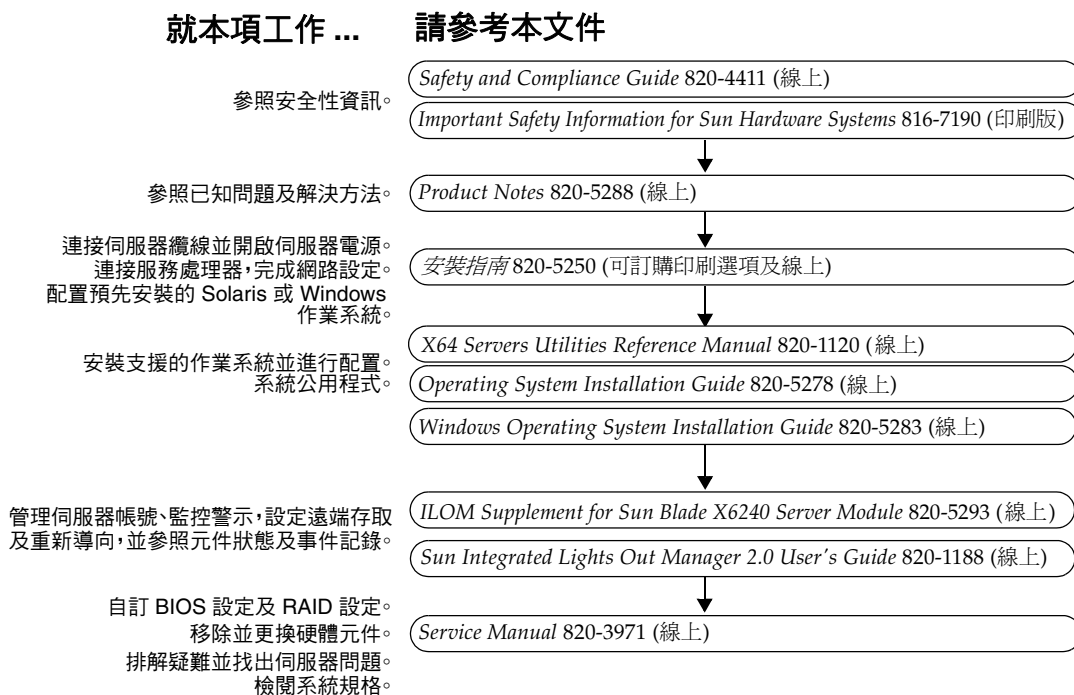 就本項工作 ... 請參考本文件
參照安全性資訊。
Safety and Compliance Guide 820-4411 (線上)
Important Safety Information for Sun Hardware Systems 816-7190 (印刷版)
參照已知問題及解決方法。
Product Notes 820-5288 (線上)
連接伺服器纜線並開啟伺服器電源。
連接服務處理器，完成網路設定。
配置預先安裝的 Solaris 或 Windows
作業系統。
安裝指南 820-5250 (可訂購印刷選項及線上)
安裝支援的作業系統並進行配置。
系統公用程式。
X64 Servers Utilities Reference Manual 820-1120 (線上)
Operating System Installation Guide 820-5278 (線上)
Windows Operating System Installation Guide 820-5283 (線上)
管理伺服器帳號、監控警示，設定遠端存取
及重新導向，並參照元件狀態及事件記錄。
ILOM Supplement for Sun Blade X6240 Server Module 820-5293 (線上)
Sun Integrated Lights Out Manager 2.0 User's Guide 820-1188 (線上)
自訂 BIOS 設定及 RAID 設定。
移除並更換硬體元件。
排解疑難並找出伺服器問題。
檢閱系統規格。
Service Manual 820-3971 (線上)